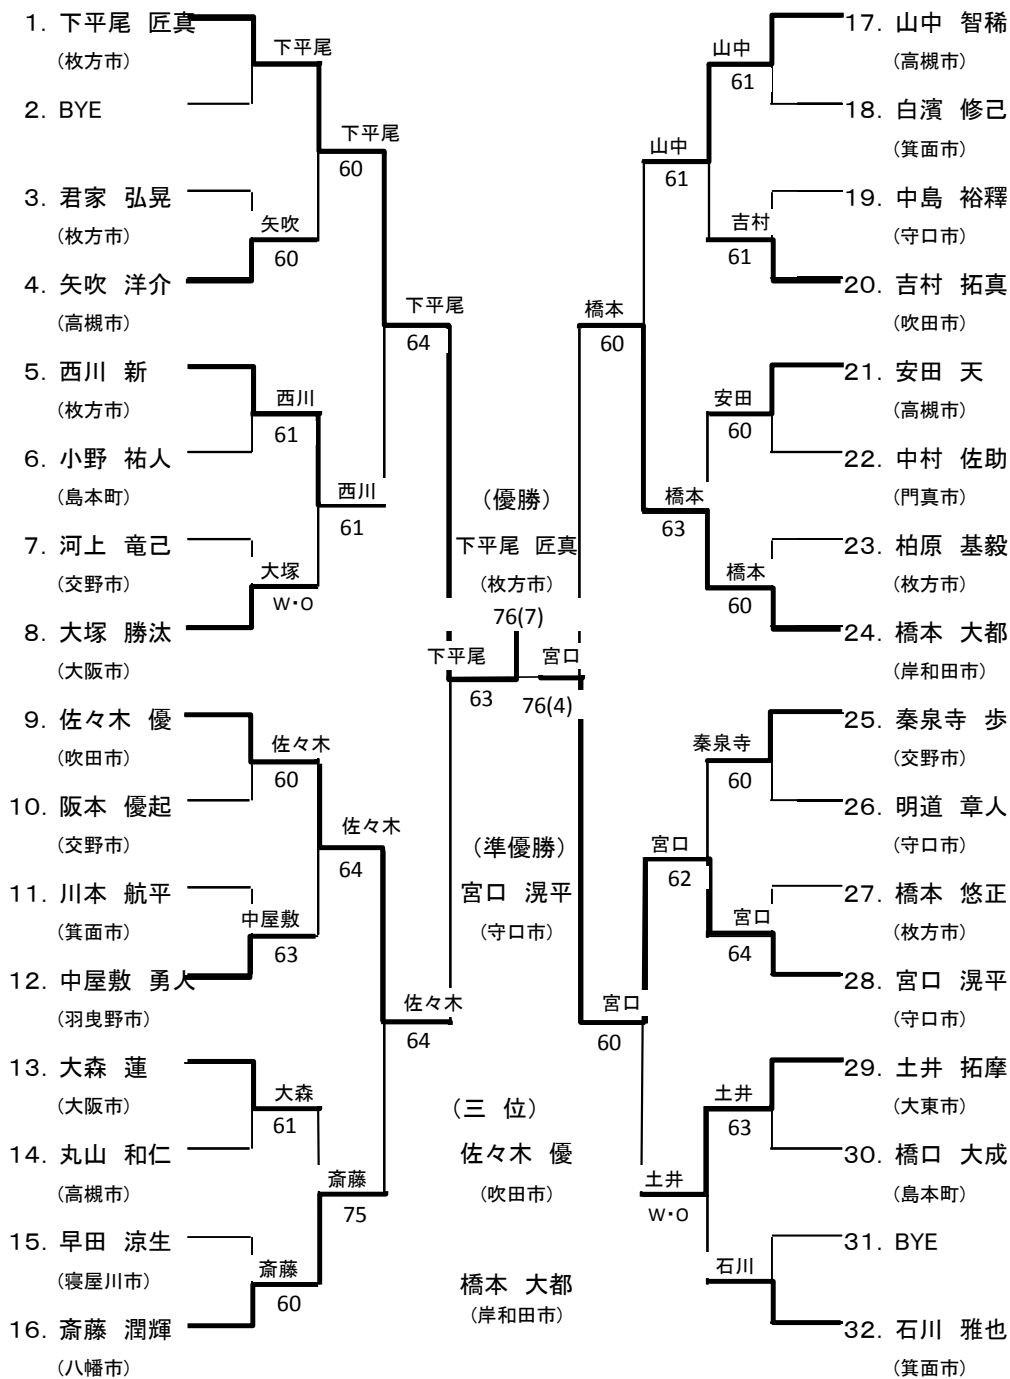 1. 下平尾 匠真
(枚方市)
2. BYE
3. 君家 弘晃
(枚方市)
4. 矢吹 洋介
(高槻市)
5. 西川 新
(枚方市)
6. 小野 祐人
(島本町)
7. 河上 竜己
(交野市)
8. 大塚 勝汰
(大阪市)
9. 佐々木 優
(吹田市)
10. 阪本 優起
(交野市)
11. 川本 航平
(箕面市)
12. 中屋敷 勇人
(羽曳野市)
13. 大森 蓮
(大阪市)
14. 丸山 和仁
(高槻市)
15. 早田 涼生
(寝屋川市)
16. 斎藤 潤輝
(八幡市)
下平尾
矢吹
60
西川
61
大塚
W・O
佐々木
60
中屋敷
63
大森
61
斎藤
60
下平尾
60
西川
61
佐々木
64
斎藤
75
下平尾
64
佐々木
64
下平尾
63
(優勝)
下平尾 匠真
(枚方市)
76(7)
宮口
76(4)
(準優勝)
宮口 滉平
(守口市)
(三 位)
佐々木 優
(吹田市)
橋本 大都
(岸和田市)
橋本
60
宮口
60
山中
61
橋本
63
宮口
62
土井
W・O
山中
61
吉村
61
安田
60
橋本
60
秦泉寺
60
宮口
64
土井
63
石川
17. 山中 智稀
(高槻市)
18. 白濱 修己
(箕面市)
19. 中島 裕釋
(守口市)
20. 吉村 拓真
(吹田市)
21. 安田 天
(高槻市)
22. 中村 佐助
(門真市)
23. 柏原 基毅
(枚方市)
24. 橋本 大都
(岸和田市)
25. 秦泉寺 歩
(交野市)
26. 明道 章人
(守口市)
27. 橋本 悠正
(枚方市)
28. 宮口 滉平
(守口市)
29. 土井 拓摩
(大東市)
30. 橋口 大成
(島本町)
31. BYE
32. 石川 雅也
(箕面市)